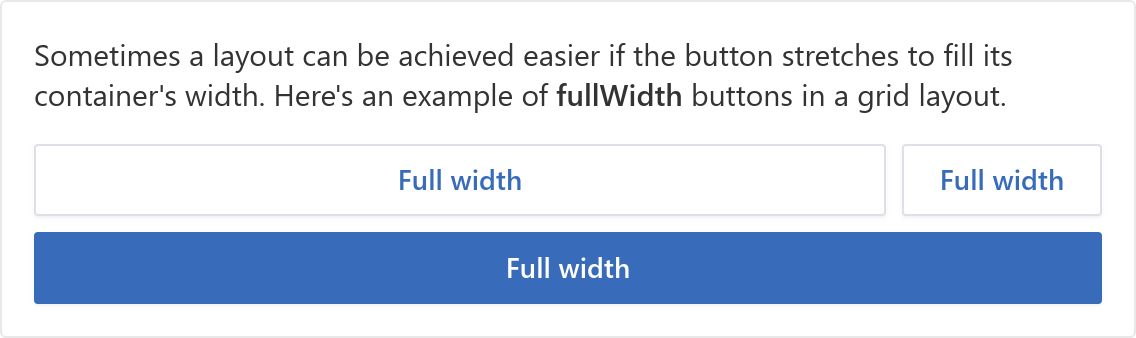 Sometimes a layout can be achieved easier if the button stretches to fill its
container's width. Here's an example of fullWidth buttons in a grid layout.
Full width
Full width
Full width